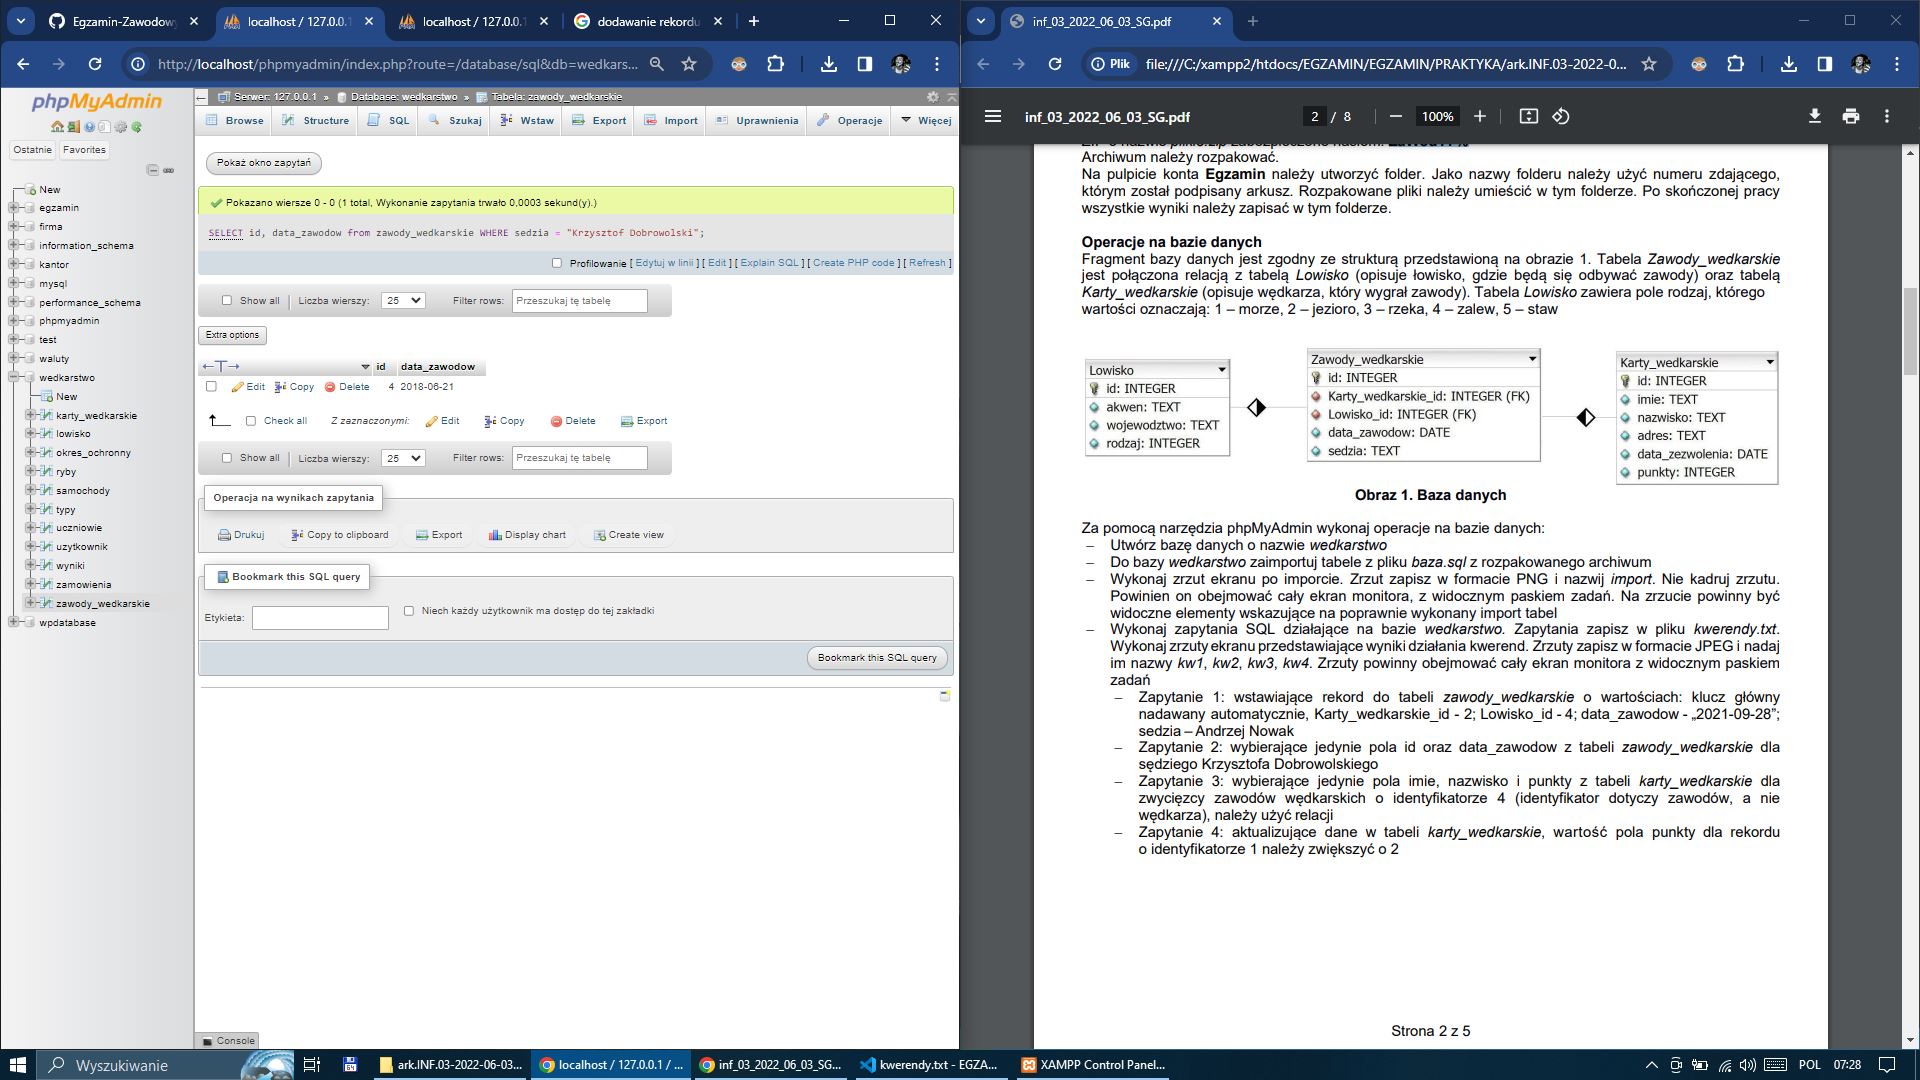 Egzamin-Zawodowy
localhost / 127.0.0.1
localhost / 127.0.0.1
dodawanie rekordu
http://localhost/phpmyadmin/index.php?route=/database/sql&db=wedkars...
phpMyAdmin
Ostatnie
Favorites
New
egzamin
firma
information_schema
kantor
mysql
performance_schema
phpmyadmin
test
waluty
wedkarstwo
New
karty_wedkarskie
lowisko
okres_ochronny
ryby
samochody
typy
uczniowie
uzytkownik
wyniki
zamowienia
zawody_wedkarskie
wpdatabase
Serwer: 127.0.0.1 » Database: wedkarstwo » Tabela: zawody_wedkarskie
Browse Structure SQL Szukaj Wstaw Export Import Uprawnienia Operacje Więcej
Pokaż okno zapytań
Pokazano wiersze 0 - 0 (1 total, Wykonanie zapytania trwało 0,0003 sekund(y).)
SELECT id, data_zawodow from zawody_wedkarskie WHERE sedzia = "Krzysztof Dobrowolski";
Profilowanie [ Edytuj w linii ] [ Edit ] [ Explain SQL ] [ Create PHP code ] [ Refresh ]
Show all Liczba wierszy: 25 Filter rows: Przeszukaj tę tabelę
Extra options
←T→ id data_zawodow
Edit Copy Delete 4 2018-06-21
Check all Z zaznaczonymi: Edit Copy Delete Export
Show all Liczba wierszy: 25 Filter rows: Przeszukaj tę tabelę
Operacja na wynikach zapytania
Drukuj Copy to clipboard Export Display chart Create view
Bookmark this SQL query
Etykieta: Niech każdy użytkownik ma dostęp do tej zakładki
Bookmark this SQL query
Console
inf_03_2022_06_03_SG.pdf
Plik file:///C:/xampp2/htdocs/EGZAMIN/EGZAMIN/PRAKTYKA/ark.INF.03-2022-0...
inf_03_2022_06_03_SG.pdf 2 / 8 100%
Archiwum należy rozpakować.
Na pulpicie konta Egzamin należy utworzyć folder. Jako nazwy folderu należy użyć numeru zdającego,
którym został podpisany arkusz. Rozpakowane pliki należy umieścić w tym folderze. Po skończonej pracy
wszystkie wyniki należy zapisać w tym folderze.
Operacje na bazie danych
Fragment bazy danych jest zgodny ze strukturą przedstawioną na obrazie 1. Tabela Zawody_wedkarskie
jest połączona relacją z tabelą Lowisko (opisuje łowisko, gdzie będą się odbywać zawody) oraz tabelą
Karty_wedkarskie (opisuje wędkarza, który wygrał zawody). Tabela Lowisko zawiera pole rodzaj, którego
wartości oznaczają: 1 – morze, 2 – jezioro, 3 – rzeka, 4 – zalew, 5 – staw
Lowisko
id: INTEGER
akwen: TEXT
wojewodztwo: TEXT
rodzaj: INTEGER
Zawody_wedkarskie
id: INTEGER
Karty_wedkarskie_id: INTEGER (FK)
Lowisko_id: INTEGER (FK)
data_zawodow: DATE
sedzia: TEXT
Karty_wedkarskie
id: INTEGER
imie: TEXT
nazwisko: TEXT
adres: TEXT
data_zezwolenia: DATE
punkty: INTEGER
Obraz 1. Baza danych
Za pomocą narzędzia phpMyAdmin wykonaj operacje na bazie danych:
– Utwórz bazę danych o nazwie wedkarstwo
– Do bazy wedkarstwo zaimportuj tabele z pliku baza.sql z rozpakowanego archiwum
– Wykonaj zrzut ekranu po imporcie. Zrzut zapisz w formacie PNG i nazwij import. Nie kadruj zrzutu.
Powinien on obejmować cały ekran monitora, z widocznym paskiem zadań. Na zrzucie powinny być
widoczne elementy wskazujące na poprawnie wykonany import tabel
– Wykonaj zapytania SQL działające na bazie wedkarstwo. Zapytania zapisz w pliku kwerendy.txt.
Wykonaj zrzuty ekranu przedstawiające wyniki działania kwerend. Zrzuty zapisz w formacie JPEG i nadaj
im nazwy kw1, kw2, kw3, kw4. Zrzuty powinny obejmować cały ekran monitora z widocznym paskiem
zadań
– Zapytanie 1: wstawiające rekord do tabeli zawody_wedkarskie o wartościach: klucz główny
nadawany automatycznie, Karty_wedkarskie_id - 2; Lowisko_id - 4; data_zawodow - „2021-09-28”;
sedzia – Andrzej Nowak
– Zapytanie 2: wybierające jedynie pola id oraz data_zawodow z tabeli zawody_wedkarskie dla
sędziego Krzysztofa Dobrowolskiego
– Zapytanie 3: wybierające jedynie pola imie, nazwisko i punkty z tabeli karty_wedkarskie dla
zwycięzcy zawodów wędkarskich o identyfikatorze 4 (identyfikator dotyczy zawodów, a nie
wędkarza), należy użyć relacji
– Zapytanie 4: aktualizujące dane w tabeli karty_wedkarskie, wartość pola punkty dla rekordu
o identyfikatorze 1 należy zwiększyć o 2
Strona 2 z 5
Wyszukiwanie
ark.INF.03-2022-06-03...
localhost / 127.0.0.1 / ...
inf_03_2022_06_03_SG...
kwerendy.txt - EGZA...
XAMPP Control Panel...
POL 07:28